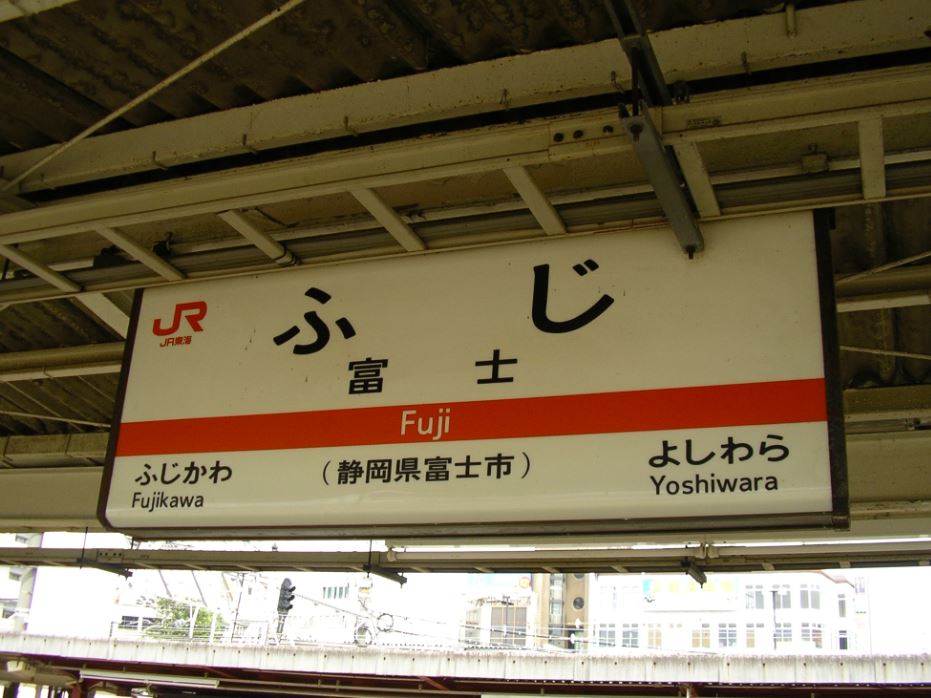 JR
JR東海
ふじ
富士
Fuji
ふじかわ
Fujikawa
（静岡県富士市）
よしわら
Yoshiwara